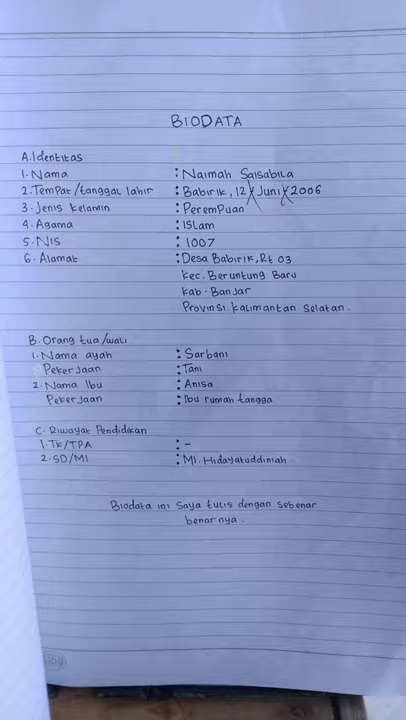 BIODATA
A.Identitas
1.Nama : Naimah Salsabila
2.Tempat/tanggal lahir : Babirik, 12 Juni 2006
3.Jenis kelamin : Perempuan
4.Agama : Islam
5.NIS : 1007
6.Alamat : Desa Babirik, Rt 03
Kec. Beruntung Baru
Kab. Banjar
Provinsi.Kalimantan Selatan.
B.Orang tua/wali
1.Nama ayah : Sarbani
Pekerjaan : Tani
2.Nama Ibu : Anisa
Pekerjaan : Ibu rumah tangga
C. Riwayat Pendidikan
1.TK/TPA : -
2.SD/MI : MI. Hidayatuddiniah
Biodata ini saya tulis dengan sebenar
benarnya.